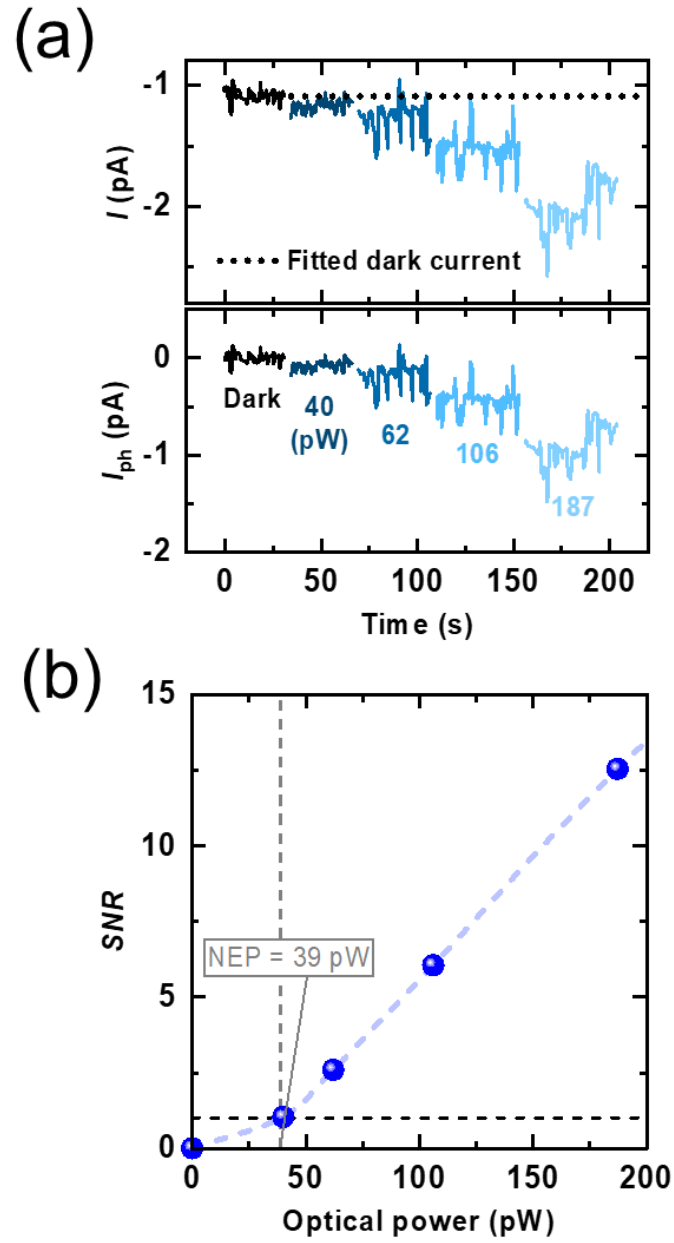 (a)
-1
-2
I (pA)
Fitted dark current
0
-1
-2
I ph (pA)
Dark
40
(pW)
62
106
187
0 50 100 150 200
Time (s)
(b)
15
10
5
0
SNR
NEP = 39 pW
0 50 100 150 200
Optical power (pW)